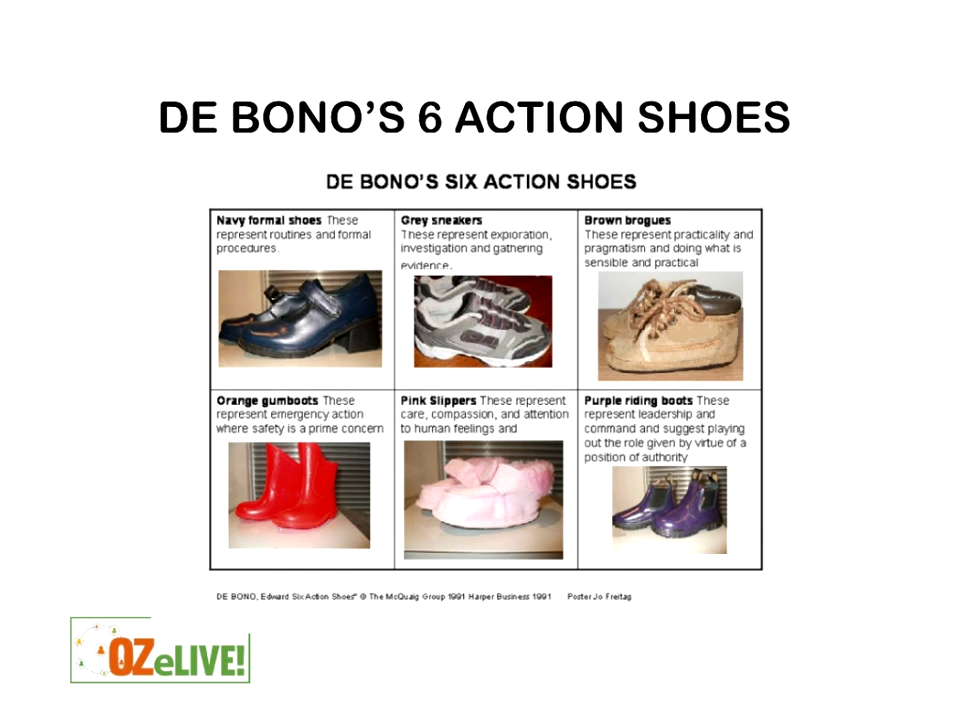 DE BONO'S 6 ACTION SHOES
DE BONO'S SIX ACTION SHOES
Navy formal shoes These
represent routines and formal
procedures.
Grey sneakers
These represent exploration,
investigation and gathering
evidence.
Brown brogues
These represent practicality and
pragmatism and doing what is
sensible and practical
Orange gumboots These
represent emergency action
where safety is a prime concern
Pink Slippers These represent
care, compassion, and attention
to human feelings and
Purple riding boots These
represent leadership and
command and suggest playing
out the role given by virtue of a
position of authority
DE BONO, Edward Six Action Shoes" © The McQuaig Group 1991 Harper Business 1991 Poster Jo Freitag
OZeLIVE!